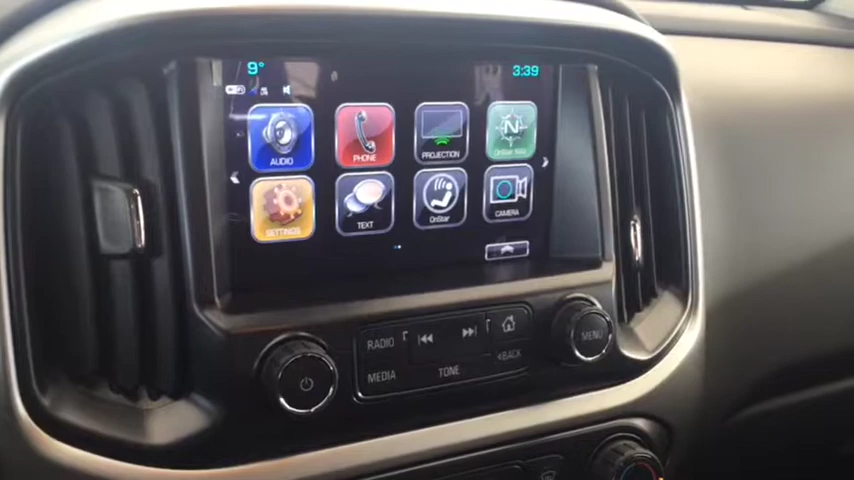 9°
3:39
AUDIO
PHONE
PROJECTION
N
OnStar NAV
SETTINGS
TEXT
OnStar
CAMERA
RADIO
MEDIA
TONE
BACK
MENU